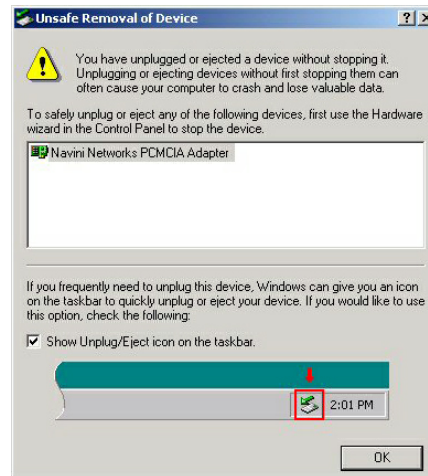 Unsafe Removal of Device
You have unplugged or ejected a device without stopping it.
Unplugging or ejecting devices without first stopping them can
often cause your computer to crash and lose valuable data.
To safely unplug or eject any of the following devices, first use the Hardware
wizard in the Control Panel to stop the device.
Navini Networks PCMCIA Adapter
If you frequently need to unplug this device, Windows can give you an icon
on the taskbar to quickly unplug or eject your device. If you would like to use
this option, check the following:
Show Unplug/Eject icon on the taskbar.
2:01 PM
OK